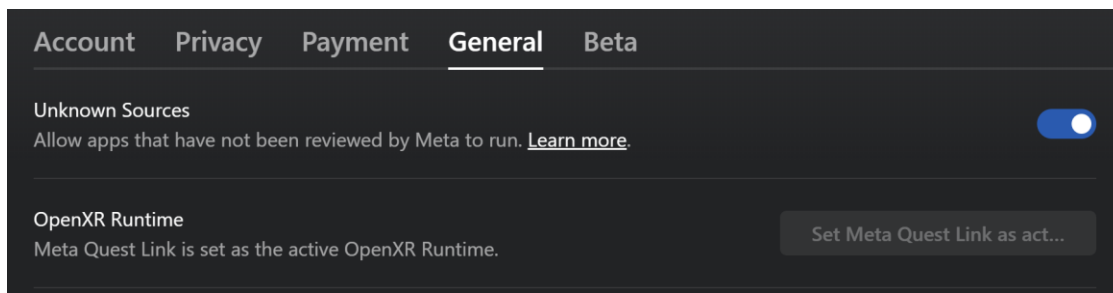 Account Privacy Payment General Beta
Unknown Sources
Allow apps that have not been reviewed by Meta to run. Learn more.
OpenXR Runtime
Meta Quest Link is set as the active OpenXR Runtime.
Set Meta Quest Link as act...